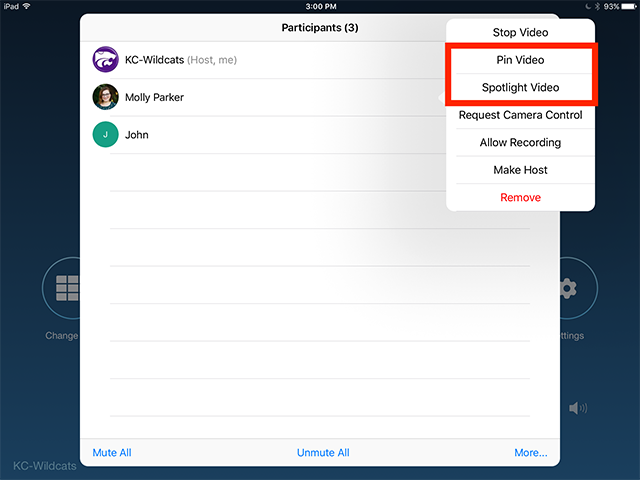 iPad 3:00 PM 93%
Participants (3)
KC-Wildcats (Host, me)
Molly Parker
J John
Stop Video
Pin Video
Spotlight Video
Request Camera Control
Allow Recording
Make Host
Remove
Change
ttings
Mute All Unmute All More...
KC-Wildcats